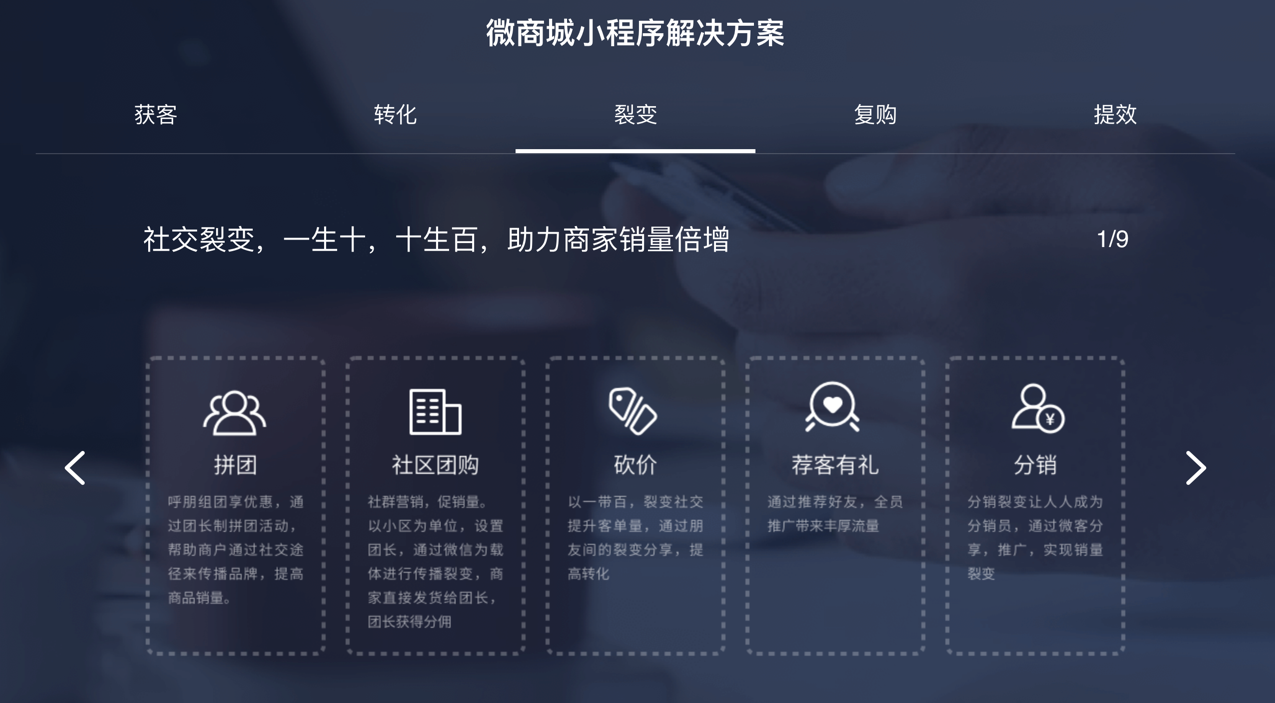 微商城小程序解决方案
获客
转化
裂变
复购
提效
社交裂变，一生十，十生百，助力商家销量倍增
1/9
拼团
呼朋组团享优惠，通
过团长制拼团活动，
帮助商户通过社交途
径来传播品牌，提高
商品销量。
社区团购
社群营销，促销量。
以小区为单位，设置
团长，通过微信为载
体进行传播裂变，商
家直接发货给团长，
团长获得分佣
砍价
以一带百，裂变社交
提升客单量，通过朋
友间的裂变分享，提
高转化
荐客有礼
通过推荐好友，全员
推广带来丰厚流量
分销
分销裂变让人人成为
分销员，通过微客分
享，推广，实现销量
裂变